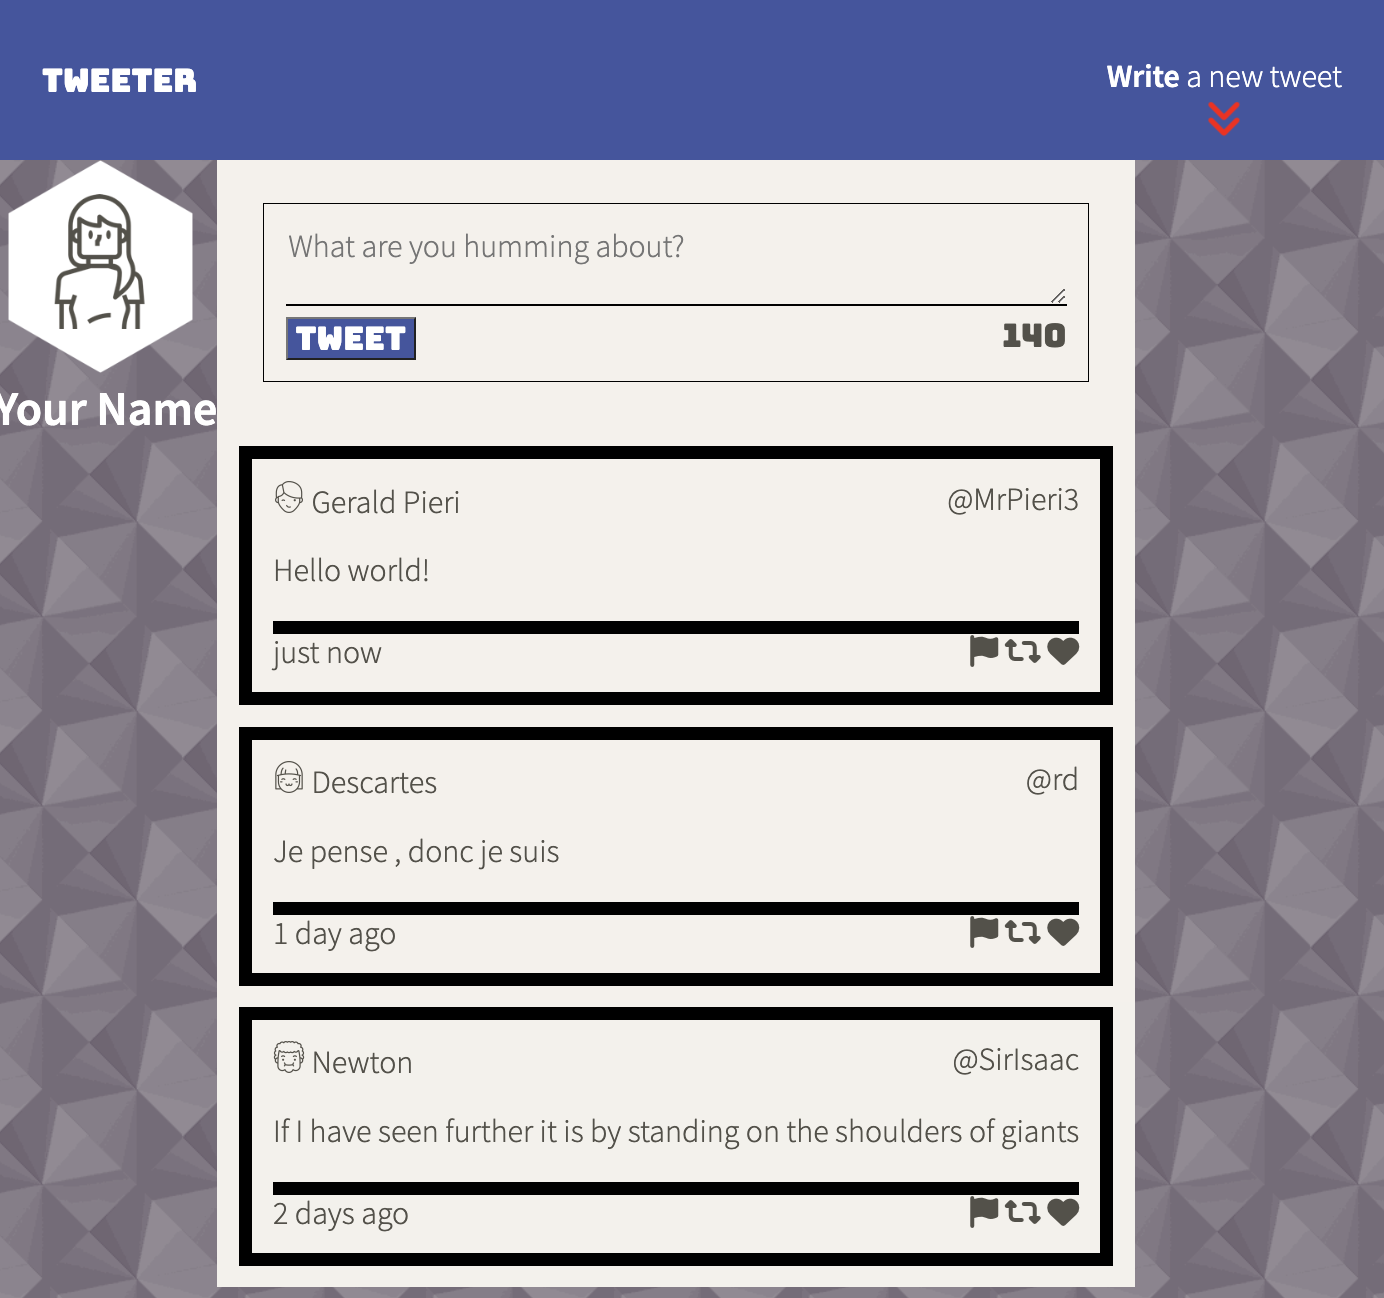 TWEETER
Write a new tweet
Your Name
What are you humming about?
TWEET
140
Gerald Pieri
@MrPieri3
Hello world!
just now
Descartes
@rd
Je pense , donc je suis
1 day ago
Newton
@SirIsaac
If I have seen further it is by standing on the shoulders of giants
2 days ago